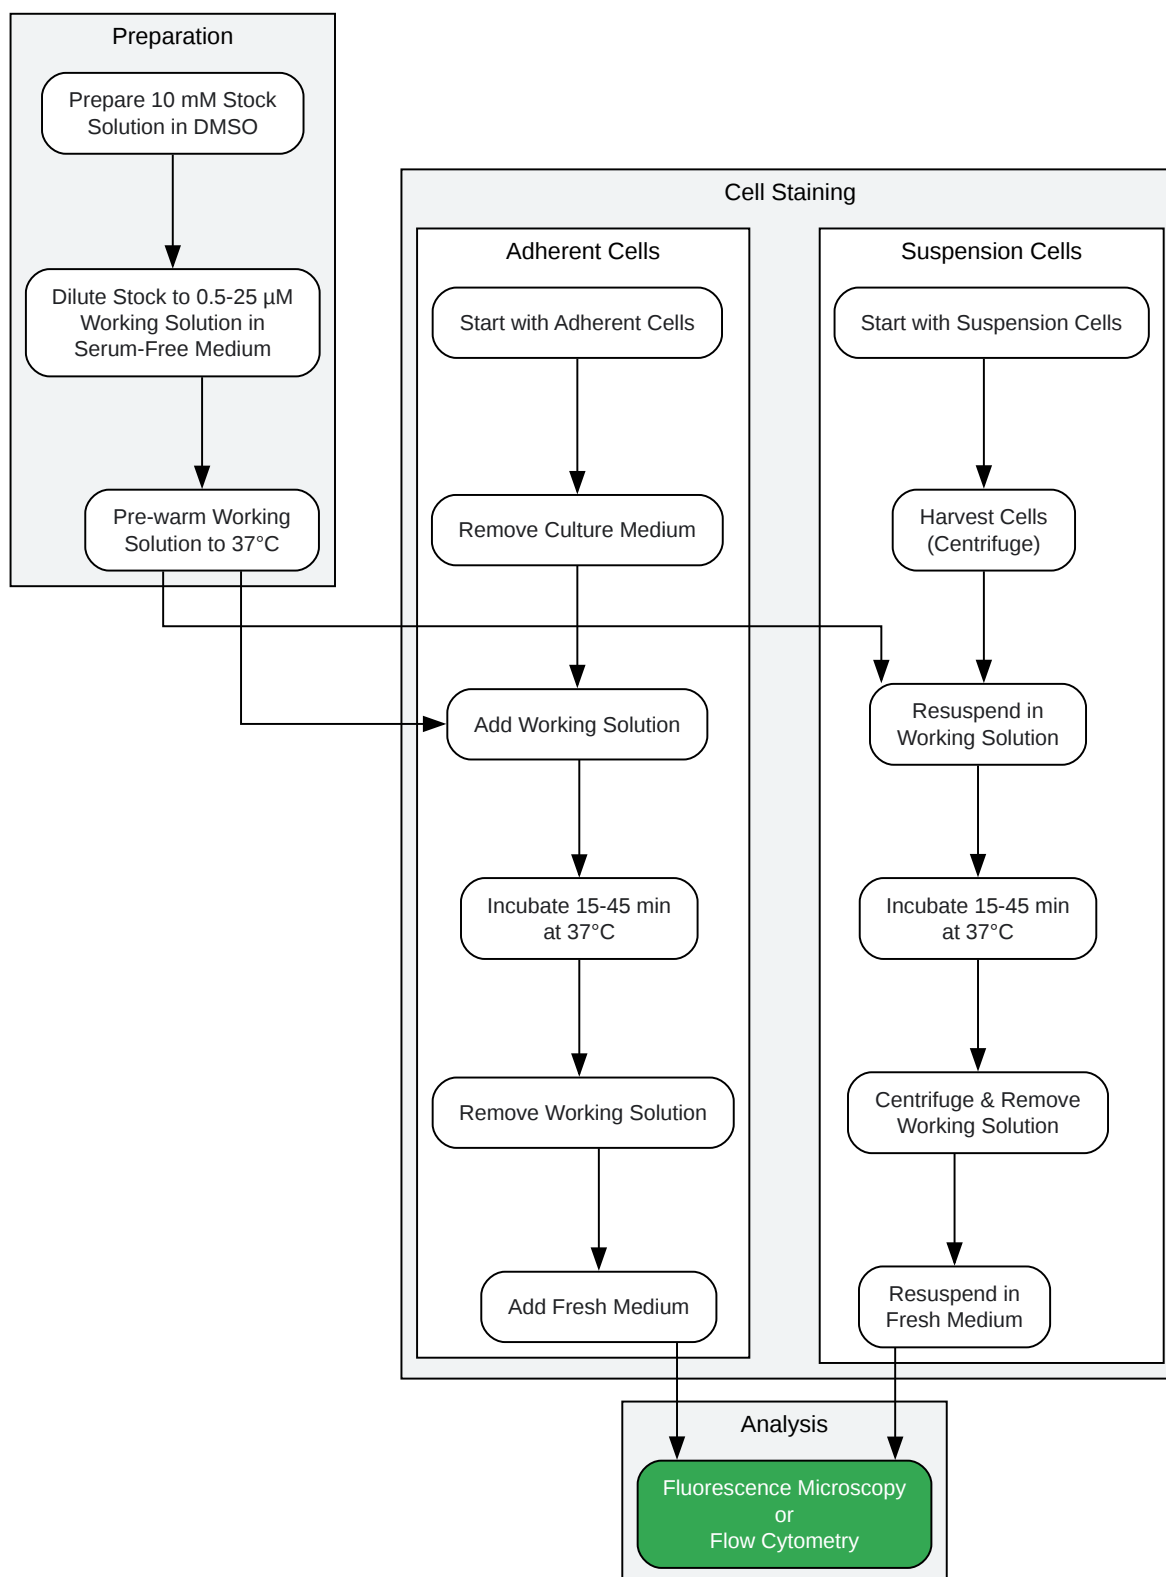 Preparation
Prepare 10 mM Stock
Solution in DMSO
Dilute Stock to 0.5-25 µM
Working Solution in
Serum-Free Medium
Pre-warm Working
Solution to 37°C
Cell Staining
Adherent Cells
Start with Adherent Cells
Remove Culture Medium
Add Working Solution
Incubate 15-45 min
at 37°C
Remove Working Solution
Add Fresh Medium
Suspension Cells
Start with Suspension Cells
Harvest Cells
(Centrifuge)
Resuspend in
Working Solution
Incubate 15-45 min
at 37°C
Centrifuge & Remove
Working Solution
Resuspend in
Fresh Medium
Analysis
Fluorescence Microscopy
or
Flow Cytometry